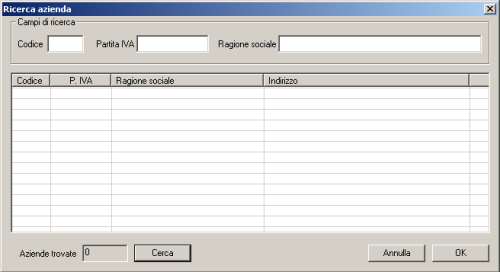 Ricerca azienda
Campi di ricerca
Codice Partita IVA Ragione sociale
Codice P. IVA Ragione sociale Indirizzo
Aziende trovate 0 Cerca Annulla OK